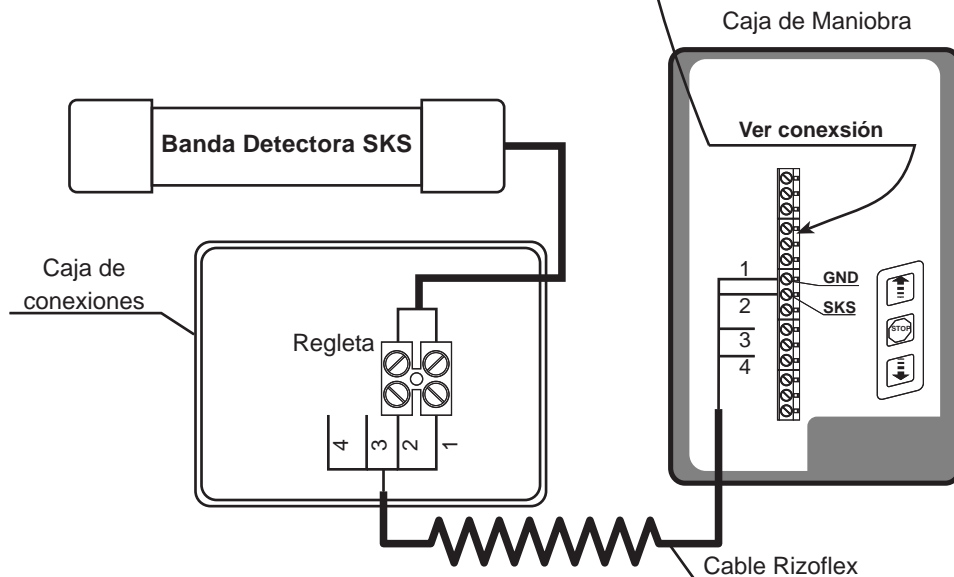 Caja de Maniobra
Banda Detectora SKS
Ver conexsión
Caja de
conexiones
Regleta
4
3
2
1
1
2
3
4
GND
SKS
STOP
Cable Rizoflex